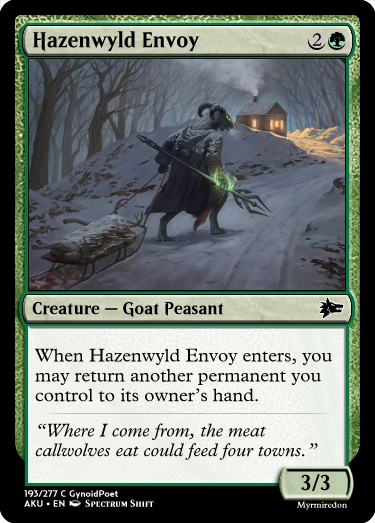 Hazenwyld Envoy 2
Creature — Goat Peasant
When Hazenwyld Envoy enters, you
may return another permanent you
control to its owner's hand.
"Where I come from, the meat
callwolves eat could feed four towns."
3/3
193/277 C GynoidPoet
AKU • EN Spectrum Shift
Myrmiredon